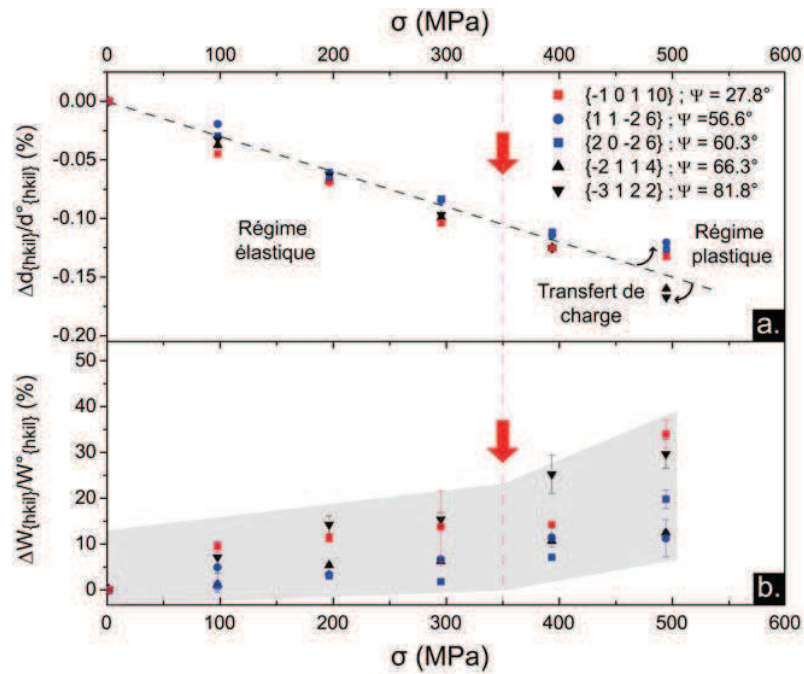 σ (MPa)
0 100 200 300 400 500 600
Δd{hkil}/d°{hkil} (%)
0.00
-0.05
-0.10
-0.15
-0.20
{-1 0 1 10} ; Ψ = 27.8°
{1 1 -2 6} ; Ψ =56.6°
{2 0 -2 6} ; Ψ = 60.3°
{-2 1 1 4} ; Ψ = 66.3°
{-3 1 2 2} ; Ψ = 81.8°
Régime
élastique
Régime
plastique
Transfert de
charge
a.
ΔW{hkil}/W°{hkil} (%)
50
40
30
20
10
0
b.
0 100 200 300 400 500 600
σ (MPa)